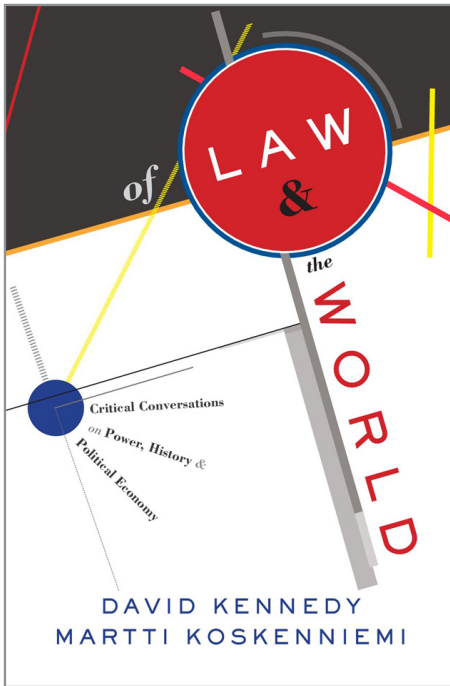 of
LAW
&
the
WORLD
Critical Conversations
on Power, History &
Political Economy
DAVID KENNEDY
MARTTI KOSKENNIEMI